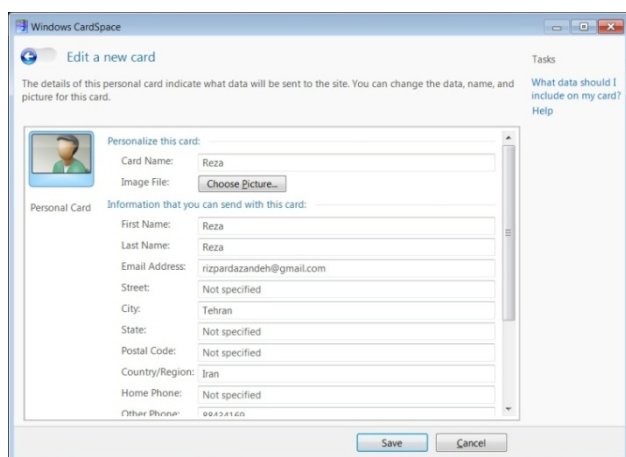 Windows CardSpace
Edit a new card
The details of this personal card indicate what data will be sent to the site. You can change the data, name, and
picture for this card.
Tasks
What data should I
include on my card?
Help
Personal Card
Personalize this card:
Card Name: Reza
Image File: Choose Picture...
Information that you can send with this card:
First Name: Reza
Last Name: Reza
Email Address: rizpardazandeh@gmail.com
Street: Not specified
City: Tehran
State: Not specified
Postal Code: Not specified
Country/Region: Iran
Home Phone: Not specified
Other Phone:
Save Cancel